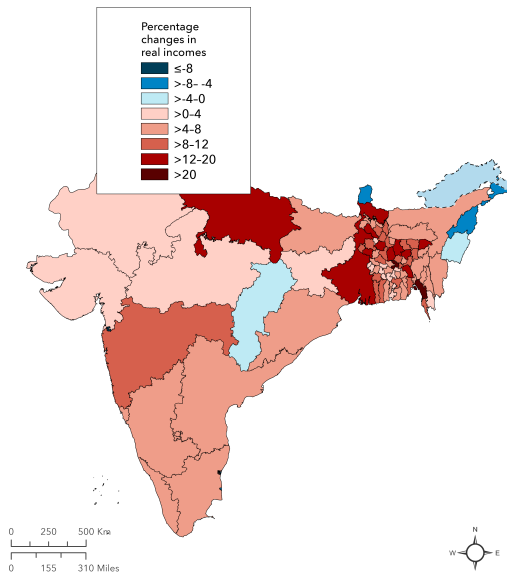 Percentage
changes in
real incomes
≤-8
>-8- -4
>-4-0
>0-4
>4-8
>8-12
>12-20
>20
0 250 500 Km
0 155 310 Miles
N
W E
S